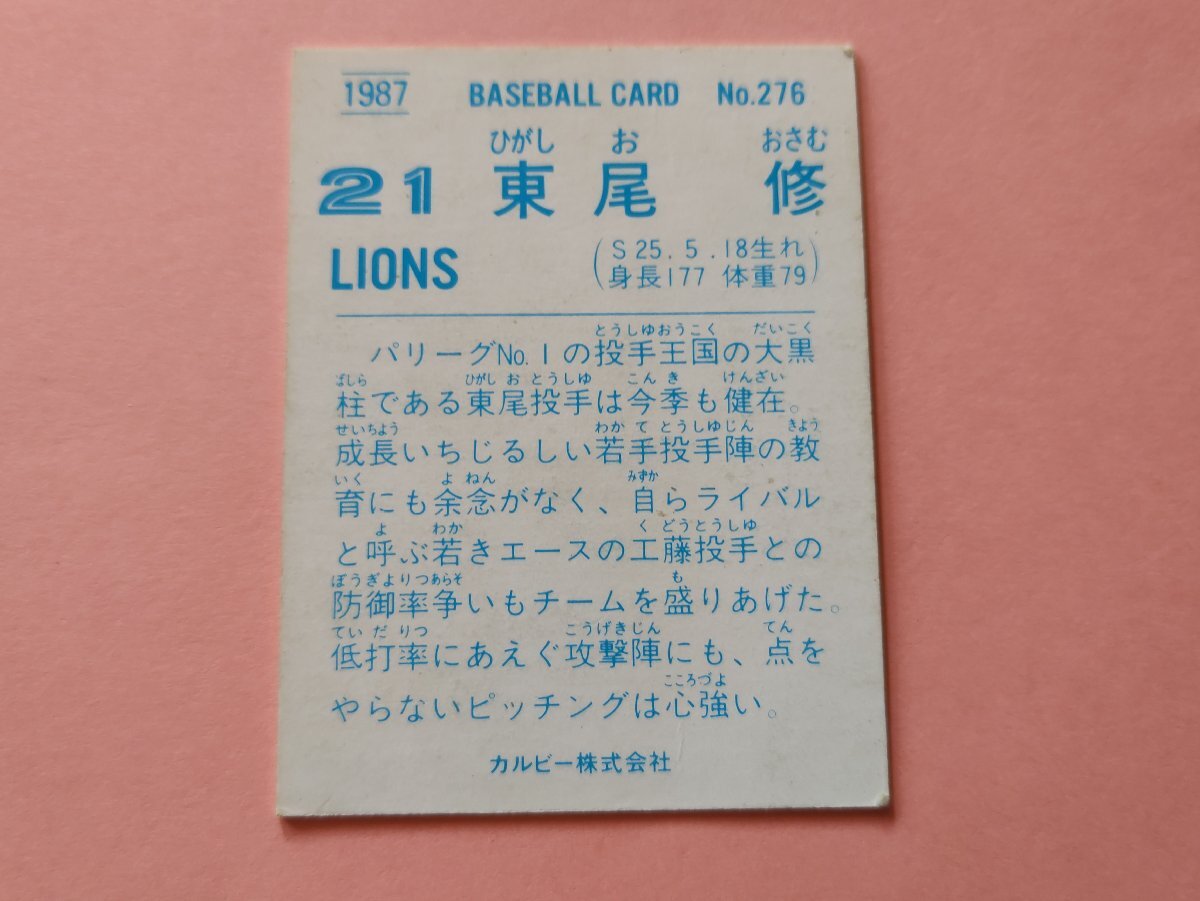 1987 BASEBALL CARD No.276
ひがし お おさむ
21 東尾 修
LIONS
(S25.5.18生れ
身長177 体重79)
とうしゆおうこく だいこく
パリーグNo.1の投手王国の大黒
ばしら ひがし お とうしゆ こん き けんざい
柱である東尾投手は今季も健在。
せいちよう わか て とうしゆじん きよう
成長いちじるしい若手投手陣の教
いく よ ねん みずか
育にも余念がなく、自らライバル
よ わか く どうとうしゆ
と呼ぶ若きエースの工藤投手との
ぼうぎよりつあらそ も
防御率争いもチームを盛りあげた。
てい だ りつ こうげきじん てん
低打率にあえぐ攻撃陣にも、点を
こころづよ
やらないピッチングは心強い。
カルビー株式会社